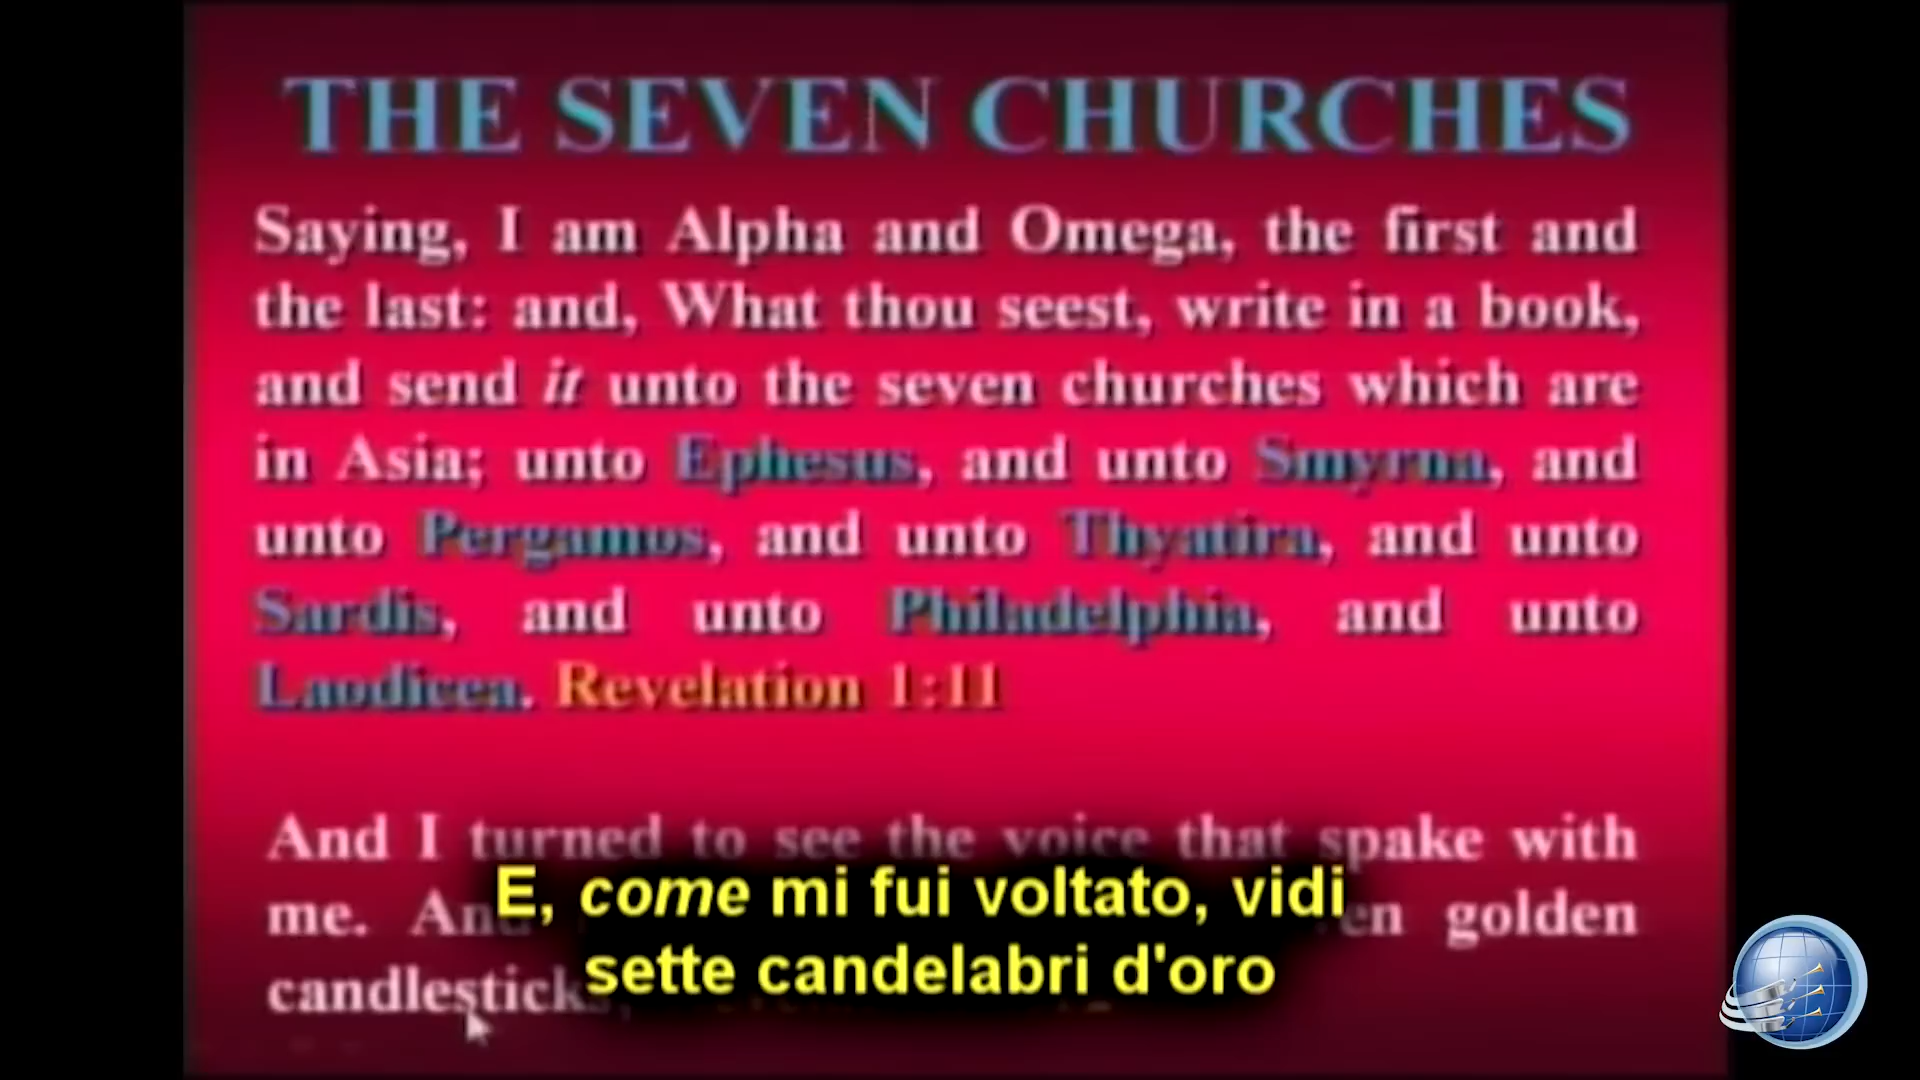 THE SEVEN CHURCHES
Saying, I am Alpha and Omega, the first and
the last: and, What thou seest, write in a book,
and send it unto the seven churches which are
in Asia; unto Ephesus, and unto Smyrna, and
unto Pergamos, and unto Thyatira, and unto
Sardis, and unto Philadelphia, and unto
Laodicea. Revelation 1:11
And I turned to see the voice that spake with
me. And golden
candlesticks
E, come mi fui voltato, vidi
sette candelabri d'oro